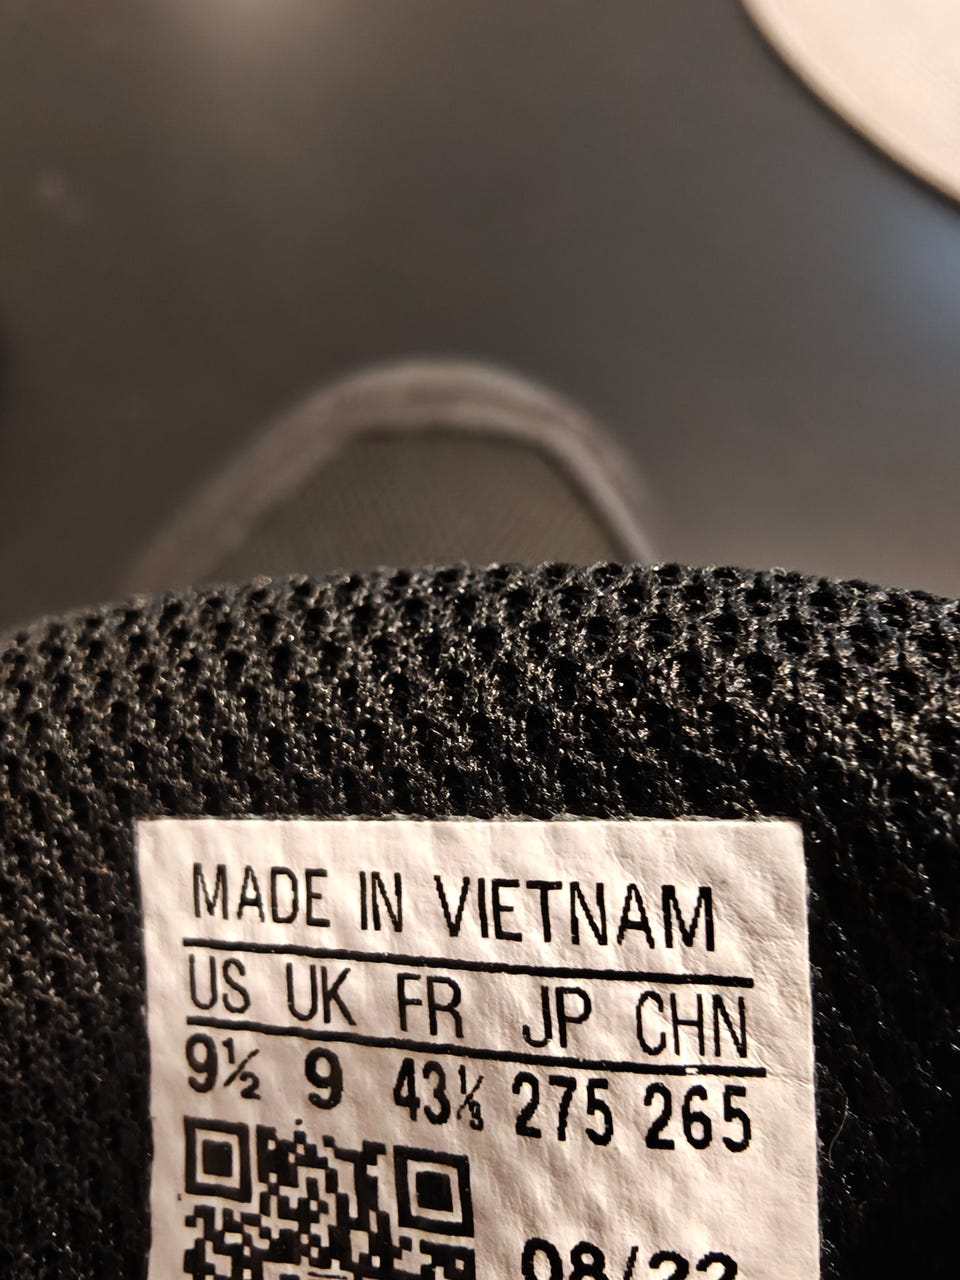 MADE IN VIETNAM
US UK FR JP CHN
9½ 9 43⅓ 275 265